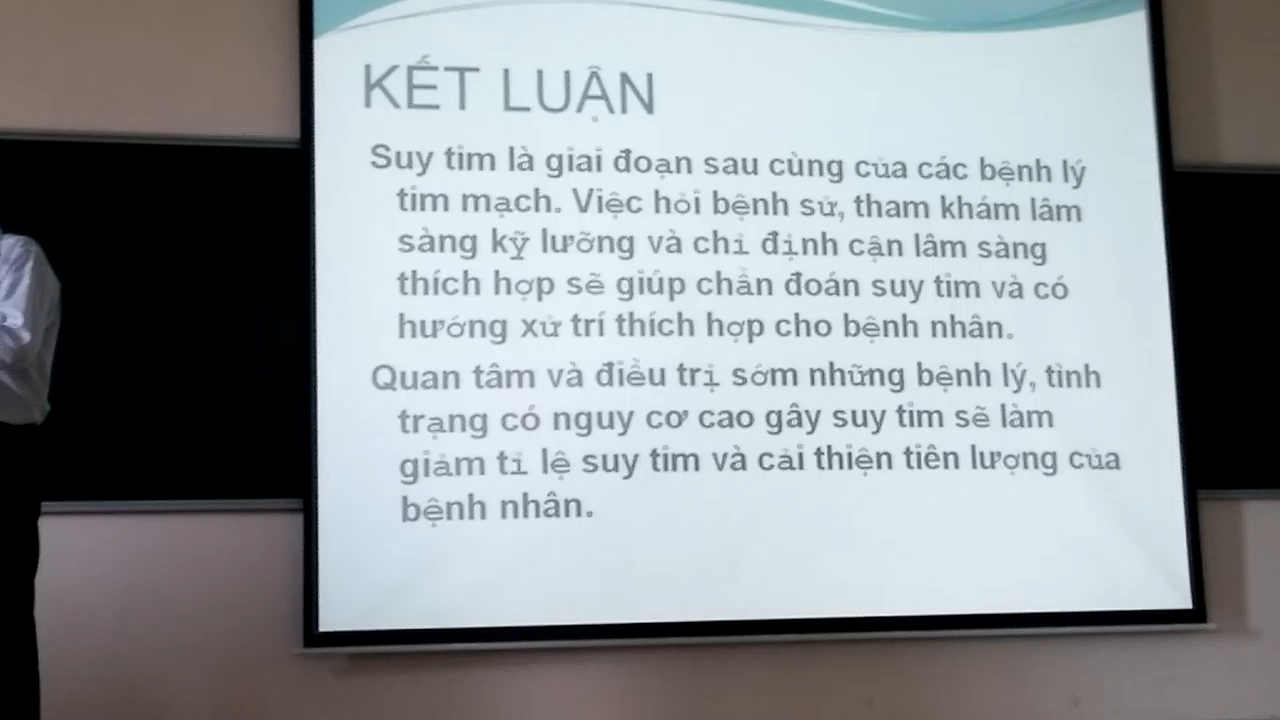 KẾT LUẬN
Suy tim là giai đoạn sau cùng của các bệnh lý
tim mạch. Việc hỏi bệnh sử, tham khám lâm
sàng kỹ lưỡng và chỉ định cận lâm sàng
thích hợp sẽ giúp chẩn đoán suy tim và có
hướng xử trí thích hợp cho bệnh nhân.
Quan tâm và điều trị sớm những bệnh lý, tình
trạng có nguy cơ cao gây suy tim sẽ làm
giảm tỉ lệ suy tim và cải thiện tiên lượng của
bệnh nhân.